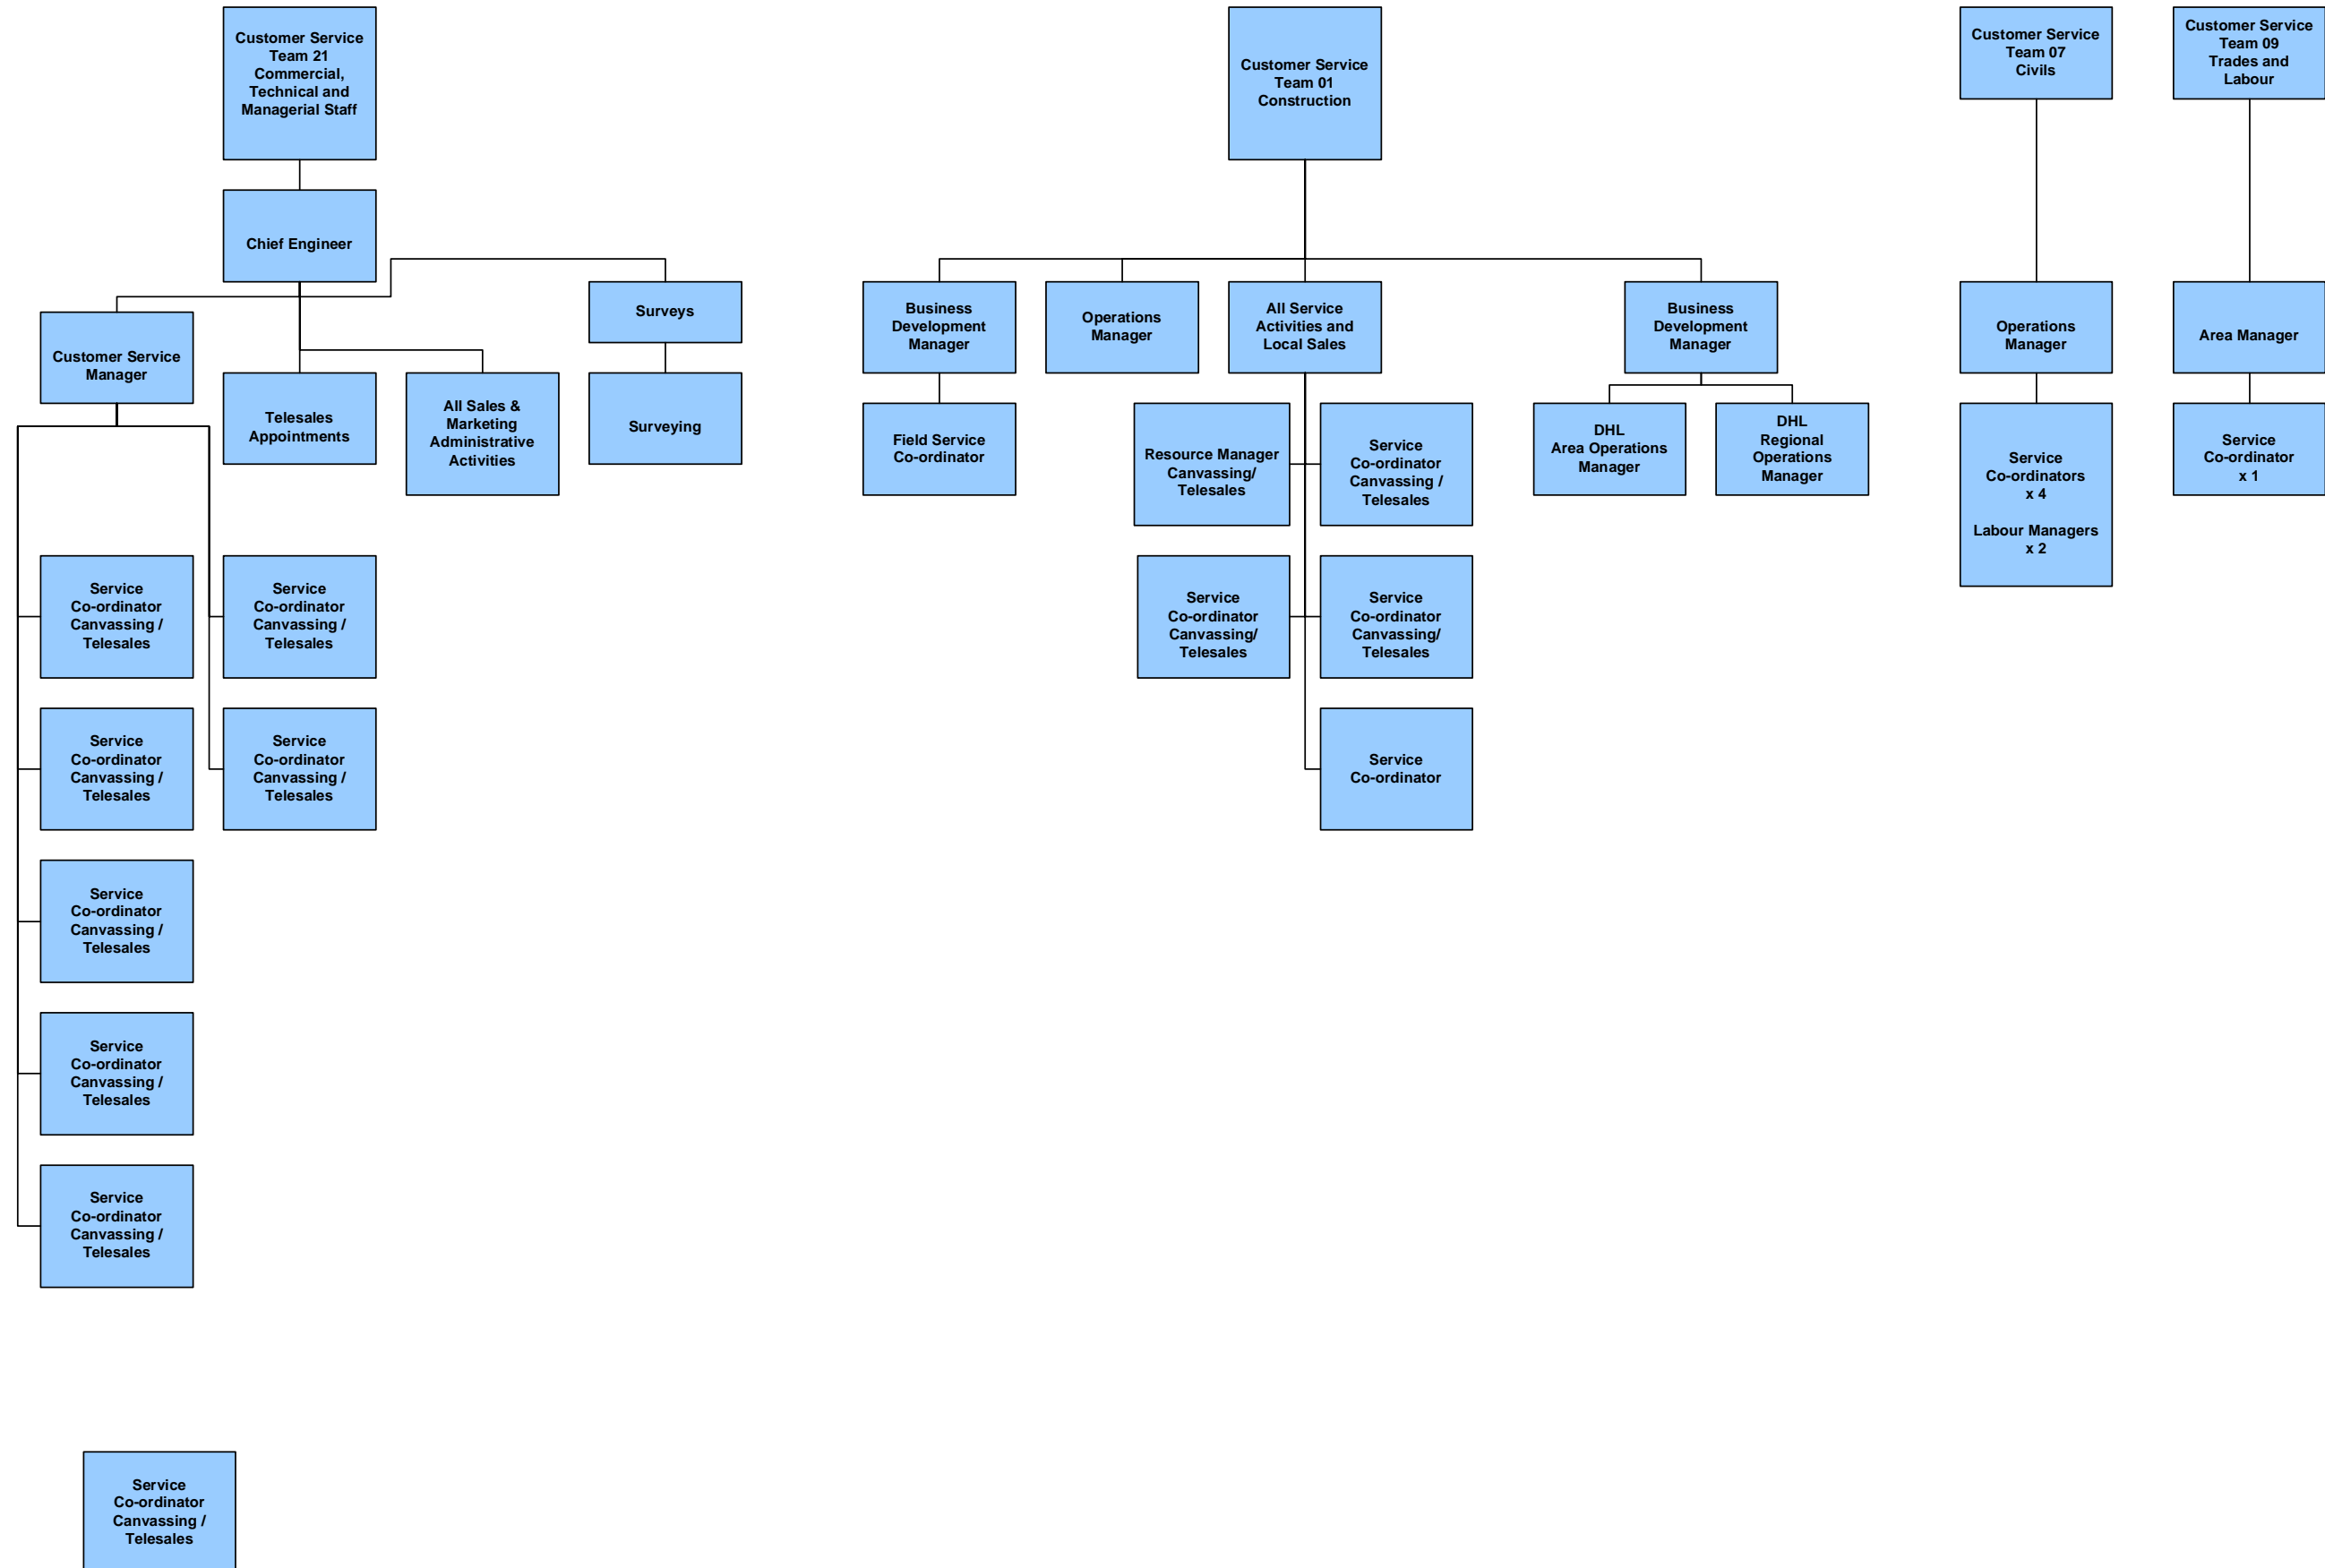 Customer Service
Team 21
Commercial,
Technical and
Managerial Staff
Customer Service
Team 01
Construction
Customer Service
Team 07
Civils
Customer Service
Team 09
Trades and
Labour
Chief Engineer
Customer Service
Manager
Telesales
Appointments
All Sales &
Marketing
Administrative
Activities
Surveys
Surveying
Business
Development
Manager
Operations
Manager
All Service
Activities and
Local Sales
Business
Development
Manager
Operations
Manager
Area Manager
Field Service
Co-ordinator
Resource Manager
Canvassing/
Telesales
Service
Co-ordinator
Canvassing /
Telesales
DHL
Area Operations
Manager
DHL
Regional
Operations
Manager
Service
Co-ordinators
x 4
Labour Managers
x 2
Service
Co-ordinator
x 1
Service
Co-ordinator
Canvassing /
Telesales
Service
Co-ordinator
Canvassing /
Telesales
Service
Co-ordinator
Canvassing/
Telesales
Service
Co-ordinator
Canvassing/
Telesales
Service
Co-ordinator
Canvassing /
Telesales
Service
Co-ordinator
Canvassing /
Telesales
Service
Co-ordinator
Service
Co-ordinator
Canvassing /
Telesales
Service
Co-ordinator
Canvassing /
Telesales
Service
Co-ordinator
Canvassing /
Telesales
Service
Co-ordinator
Canvassing /
Telesales